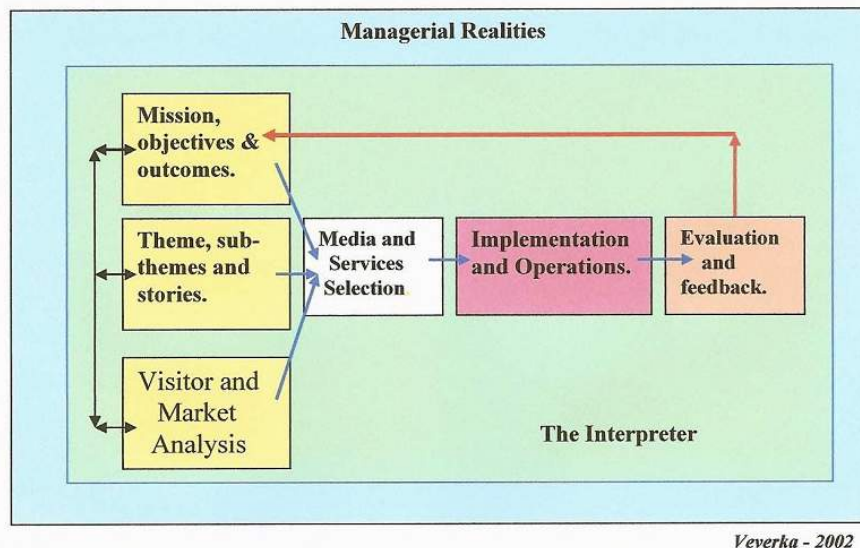 Managerial Realities
Mission,
objectives &
outcomes.
Theme, sub-
themes and
stories.
Visitor and
Market
Analysis
Media and
Services
Selection
Implementation
and Operations.
Evaluation
and
feedback.
The Interpreter
Veverka - 2002